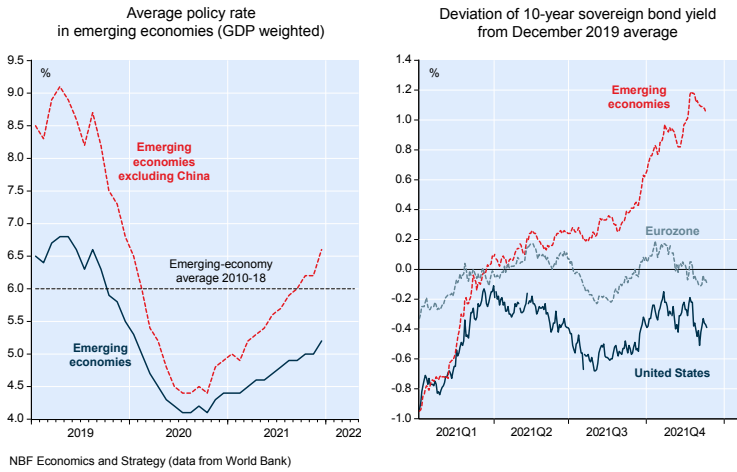 Average policy rate
in emerging economies (GDP weighted)
9.5
%
9.0
8.5
8.0
7.5
7.0
6.5
6.0
5.5
5.0
4.5
4.0
Emerging
economies
excluding China
Emerging-economy
average 2010-18
Emerging
economies
2019
2020
2021
2022
Deviation of 10-year sovereign bond yield
from December 2019 average
1.4
%
1.2
1.0
0.8
0.6
0.4
0.2
0.0
-0.2
-0.4
-0.6
-0.8
-1.0
Emerging
economies
Eurozone
United States
2021Q1
2021Q2
2021Q3
2021Q4
NBF Economics and Strategy (data from World Bank)